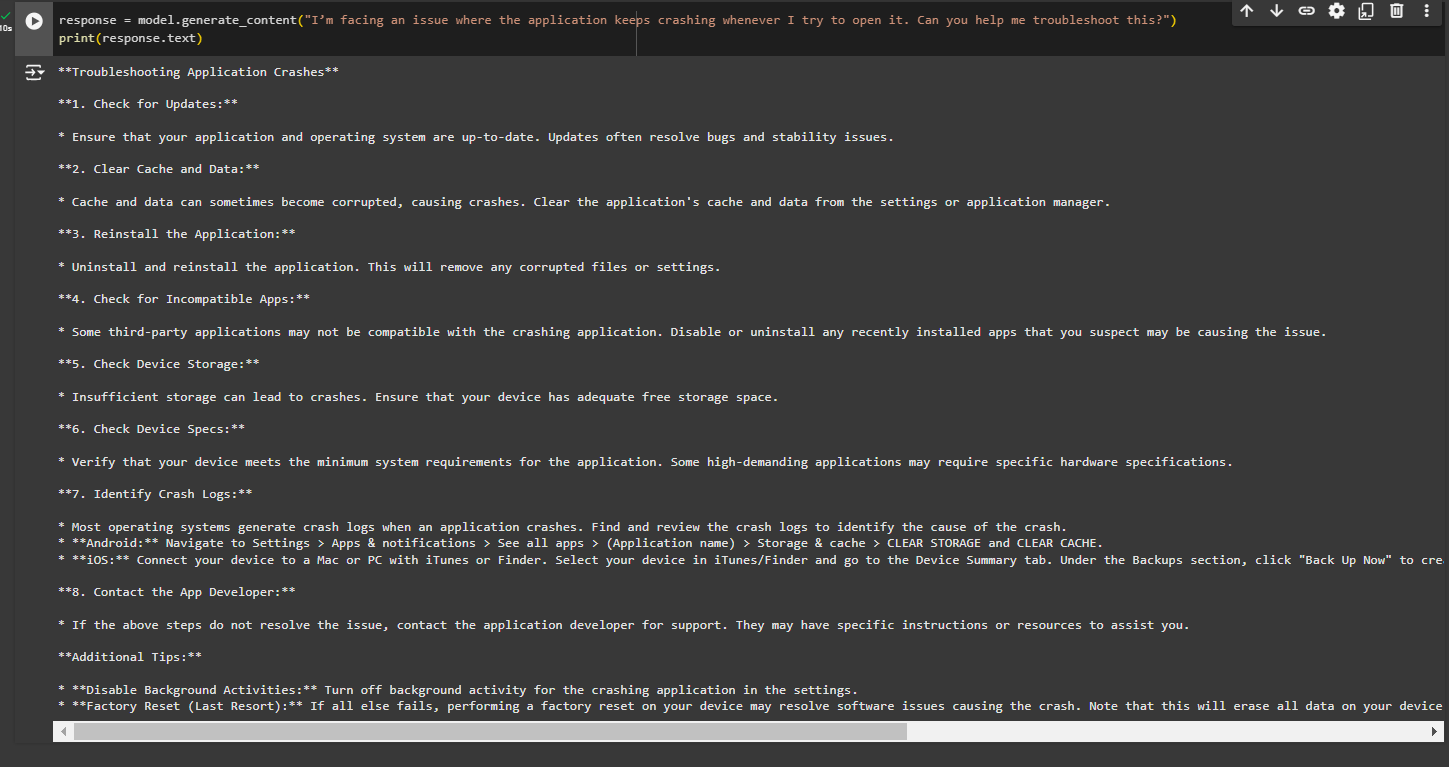 10s
response = model.generate_content("I’m facing an issue where the application keeps crashing whenever I try to open it. Can you help me troubleshoot this?")
print(response.text)
**Troubleshooting Application Crashes**
**1. Check for Updates:**
* Ensure that your application and operating system are up-to-date. Updates often resolve bugs and stability issues.
**2. Clear Cache and Data:**
* Cache and data can sometimes become corrupted, causing crashes. Clear the application's cache and data from the settings or application manager.
**3. Reinstall the Application:**
* Uninstall and reinstall the application. This will remove any corrupted files or settings.
**4. Check for Incompatible Apps:**
* Some third-party applications may not be compatible with the crashing application. Disable or uninstall any recently installed apps that you suspect may be causing the issue.
**5. Check Device Storage:**
* Insufficient storage can lead to crashes. Ensure that your device has adequate free storage space.
**6. Check Device Specs:**
* Verify that your device meets the minimum system requirements for the application. Some high-demanding applications may require specific hardware specifications.
**7. Identify Crash Logs:**
* Most operating systems generate crash logs when an application crashes. Find and review the crash logs to identify the cause of the crash.
* **Android:** Navigate to Settings > Apps & notifications > See all apps > (Application name) > Storage & cache > CLEAR STORAGE and CLEAR CACHE.
* **iOS:** Connect your device to a Mac or PC with iTunes or Finder. Select your device in iTunes/Finder and go to the Device Summary tab. Under the Backups section, click "Back Up Now" to cre
**8. Contact the App Developer:**
* If the above steps do not resolve the issue, contact the application developer for support. They may have specific instructions or resources to assist you.
**Additional Tips:**
* **Disable Background Activities:** Turn off background activity for the crashing application in the settings.
* **Factory Reset (Last Resort):** If all else fails, performing a factory reset on your device may resolve software issues causing the crash. Note that this will erase all data on your device